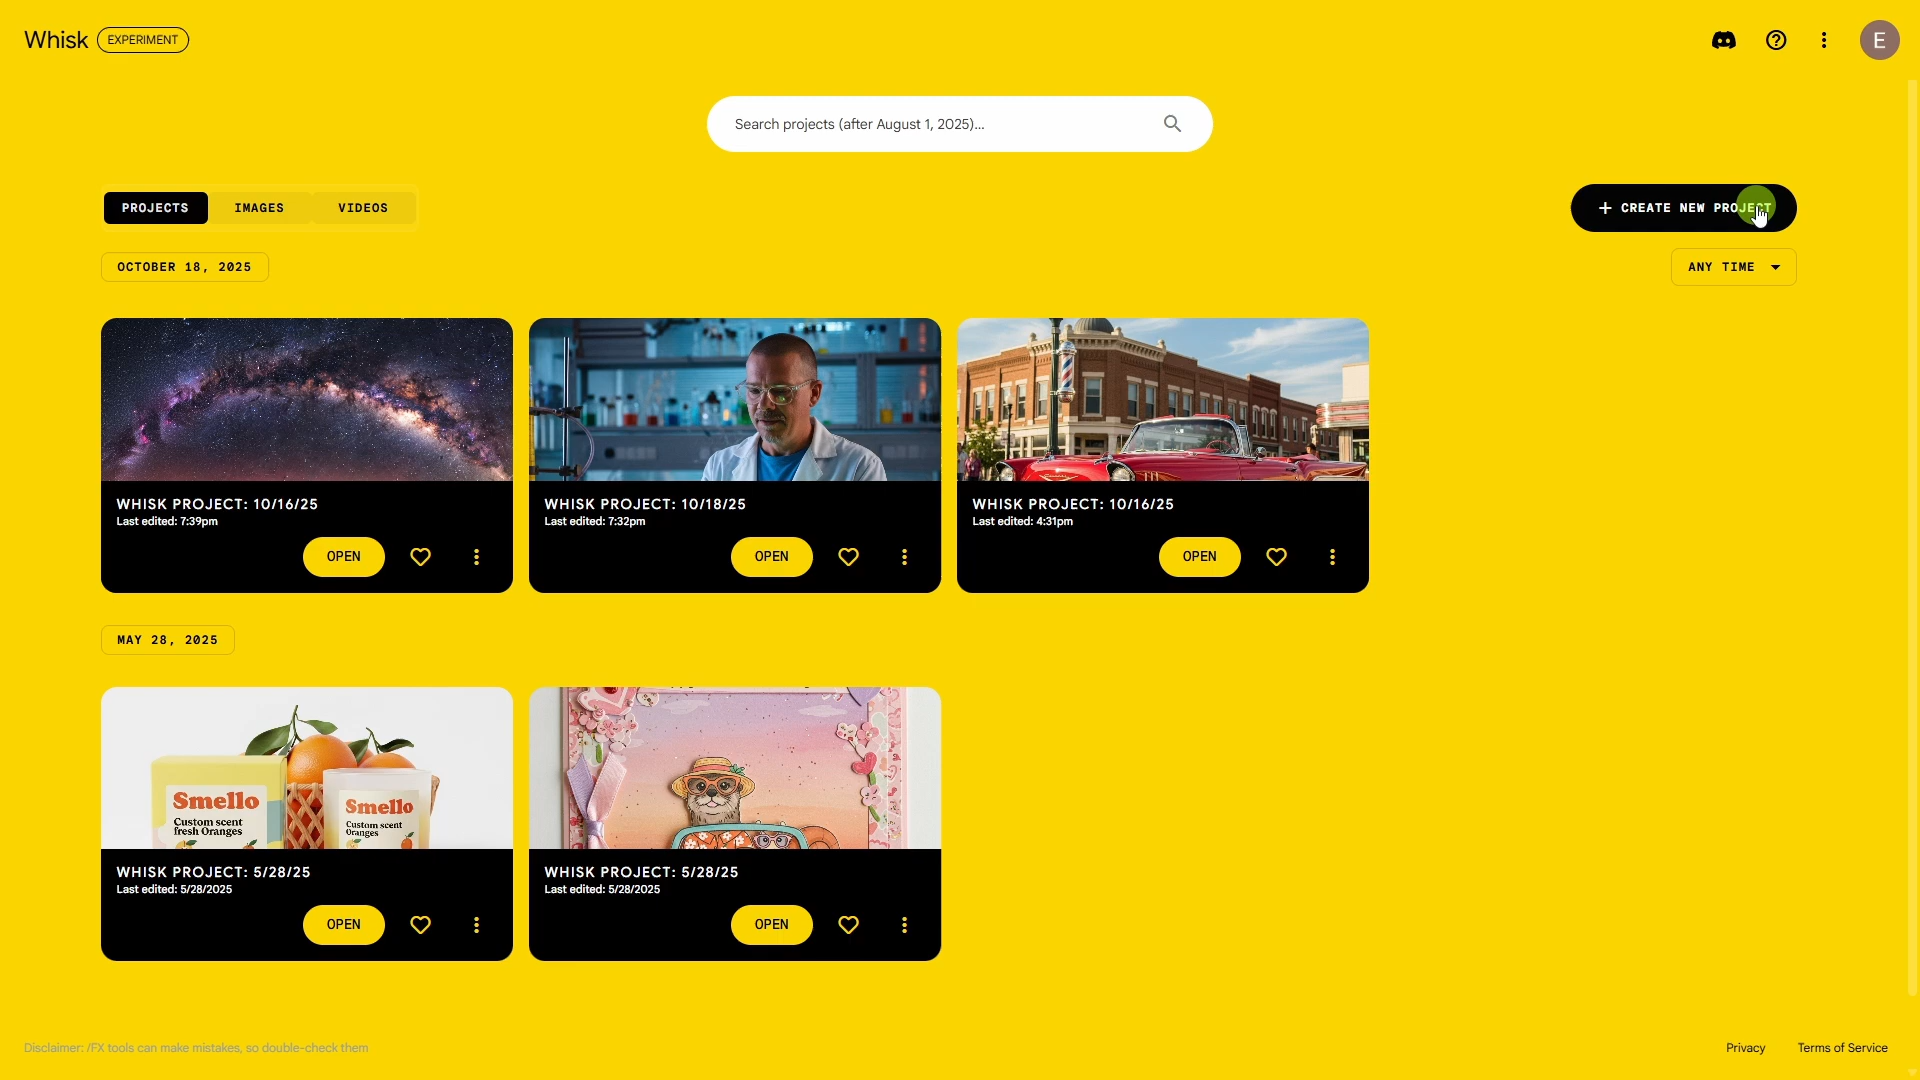 Whisk EXPERIMENT
E
Search projects (after August 1, 2025)...
PROJECTS IMAGES VIDEOS
+ CREATE NEW PROJECT
OCTOBER 18, 2025
ANY TIME
WHISK PROJECT: 10/16/25
Last edited: 7:39pm
OPEN
WHISK PROJECT: 10/18/25
Last edited: 7:32pm
OPEN
WHISK PROJECT: 10/16/25
Last edited: 4:31pm
OPEN
MAY 28, 2025
Smello
Custom scent
fresh Oranges
Smello
Custom scent
Oranges
WHISK PROJECT: 5/28/25
Last edited: 5/28/2025
OPEN
WHISK PROJECT: 5/28/25
Last edited: 5/28/2025
OPEN
Disclaimer: /FX tools can make mistakes, so double-check them
Privacy Terms of Service